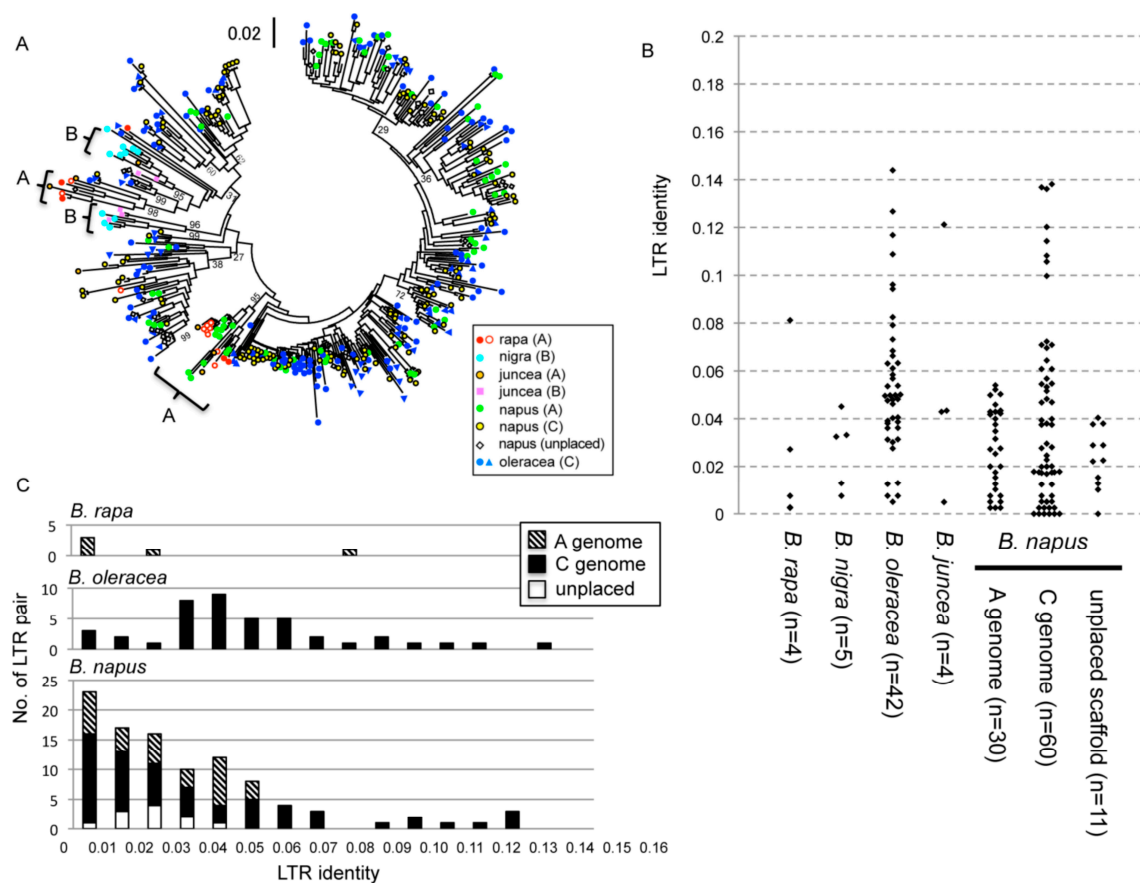 A
0.02
29
36
72
95
99
38
27
99
96
98
99
95
60
62
B
A
B
A
rapa (A)
nigra (B)
juncea (A)
juncea (B)
napus (A)
napus (C)
napus (unplaced)
oleracea (C)
B
LTR identity
0.2
0.18
0.16
0.14
0.12
0.1
0.08
0.06
0.04
0.02
0
B. rapa (n=4)
B. nigra (n=5)
B. oleracea (n=42)
B. juncea (n=4)
B. napus
A genome (n=30)
C genome (n=60)
unplaced scaffold (n=11)
C
B. rapa
5
0
A genome
C genome
unplaced
B. oleracea
10
5
0
B. napus
25
20
15
10
5
0
No. of LTR pair
0 0.01 0.02 0.03 0.04 0.05 0.06 0.07 0.08 0.09 0.10 0.11 0.12 0.13 0.14 0.15 0.16
LTR identity